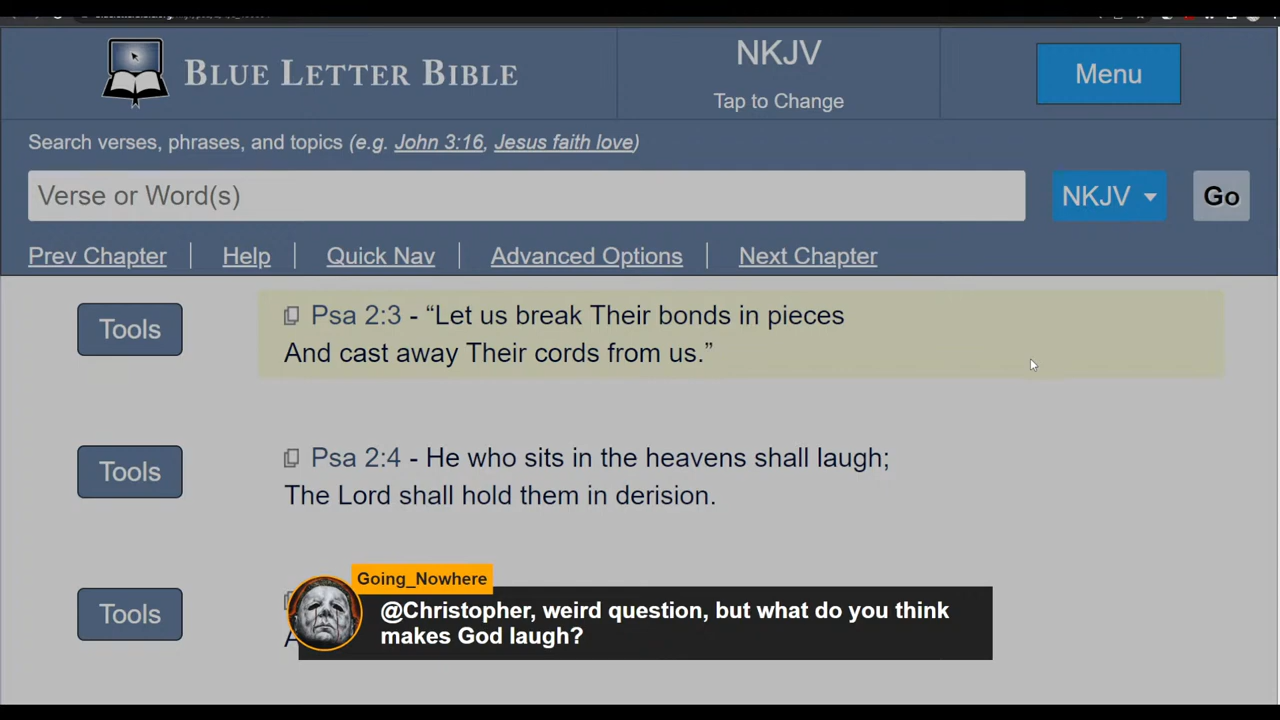 BLUE LETTER BIBLE
NKJV
Tap to Change
Menu
Search verses, phrases, and topics (e.g. John 3:16, Jesus faith love)
Verse or Word(s)
NKJV
Go
Prev Chapter
Help
Quick Nav
Advanced Options
Next Chapter
Tools
Psa 2:3 - “Let us break Their bonds in pieces
And cast away Their cords from us.”
Tools
Psa 2:4 - He who sits in the heavens shall laugh;
The Lord shall hold them in derision.
Tools
Going_Nowhere
@Christopher, weird question, but what do you think
makes God laugh?